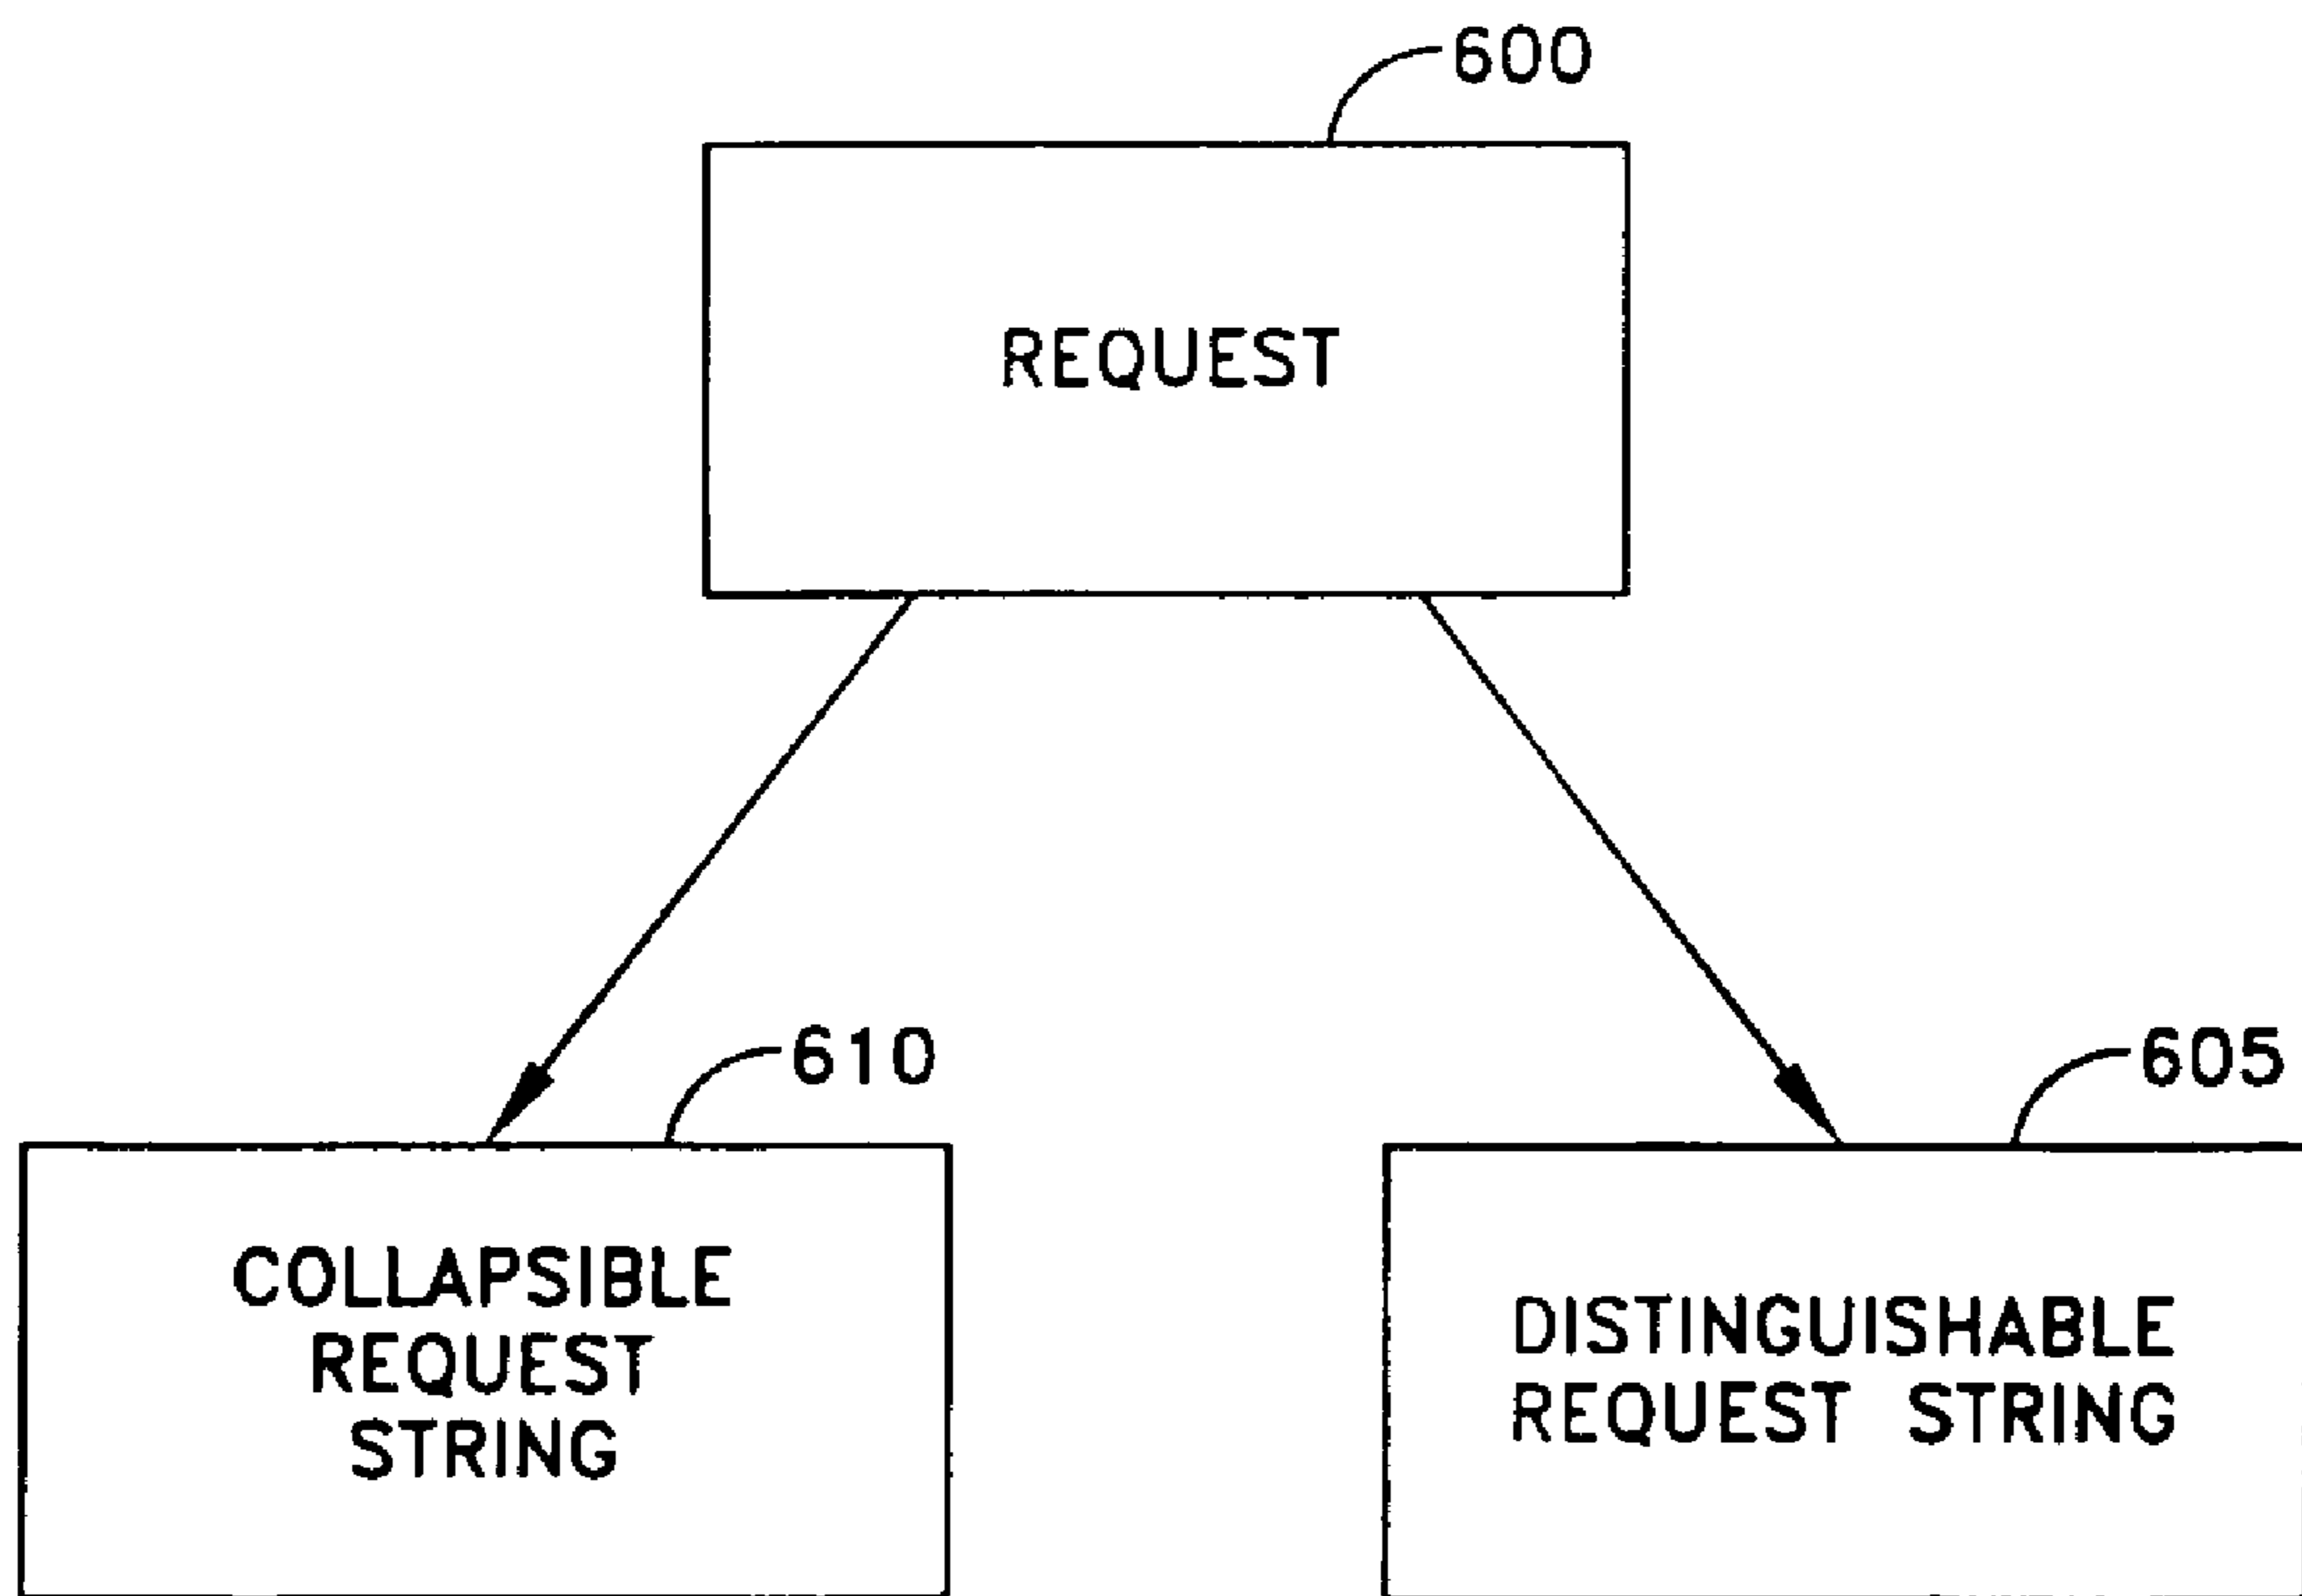 600
REQUEST
610
605
COLLAPSIBLE
REQUEST
STRING
DISTINGUISHABLE
REQUEST STRING